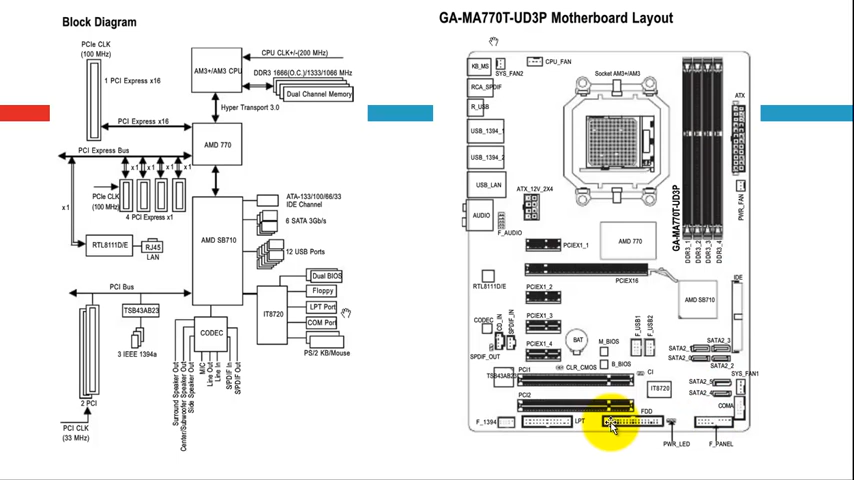 Block Diagram
GA-MA770T-UD3P Motherboard Layout
PCIe CLK
(100 MHz)
1 PCI Express x16
AM3+/AM3 CPU
CPU CLK+/-(200 MHz)
DDR3 1666(O.C.)/1333/1066 MHz
Dual Channel Memory
Hyper Transport 3.0
PCI Express x16
AMD 770
PCI Express Bus
x1
x1
x1
x1
x1
PCIe CLK
(100 MHz)
4 PCI Express x1
ATA-133/100/66/33
IDE Channel
6 SATA 3Gb/s
AMD SB710
12 USB Ports
RTL8111D/E
RJ45
LAN
PCI Bus
Dual BIOS
Floppy
LPT Port
COM Port
PS/2 KB/Mouse
IT8720
TSB43AB23
3 IEEE 1394a
CODEC
Surround Speaker Out
Center/Subwoofer Speaker Out
Side Speaker Out
MIC
Line Out
Line In
S/PDIF In
S/PDIF Out
2 PCI
PCI CLK
(33 MHz)
KB_MS
SYS_FAN2
CPU_FAN
Socket AM3+/AM3
RCA_SPDIF
R_USB
ATX
USB_1394_1
USB_1394_2
USB_LAN
ATX_12V_2X4
PWR_FAN
AUDIO
F_AUDIO
GA-MA770T-UD3P
AMD 770
DDR3_1
DDR3_2
DDR3_3
DDR3_4
PCIEX1_1
PCIEX16
RTL8111D/E
IDE
PCIEX1_2
AMD SB710
CODEC
CD_IN
SPDIF_IN
PCIEX1_3
BAT
F_USB1
F_USB2
SATA2_3
SATA2_1
PCIEX1_4
M_BIOS
SPDIF_OUT
SATA2_0
SATA2_2
B_BIOS
CLR_CMOS
CI
TSB43AB23
PCI1
IT8720
SATA2_5
SYS_FAN1
SATA2_4
PCI2
COMA
FDD
F_1394
LPT
PWR_LED
F_PANEL